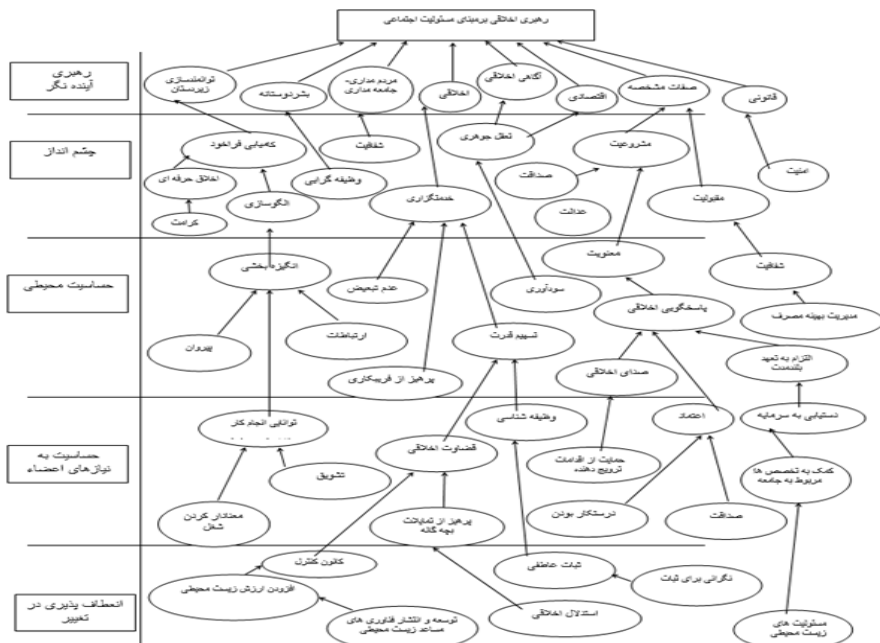 رهبری اخلاقی برمبنای مسئولیت اجتماعی
رهبری
آینده نگر
قانونی
صفات مشخصه
اقتصادی
آگاهی اخلاقی
اخلاقی
مردم مداری-
جامعه مداری
بشردوستانه
توانمندسازی
زیردستان
چشم انداز
امنیت
مشروعیت
تعقل جوهری
شفافیت
کامیابی فراخود
اخلاق حرفه ای
وظیفه گرایی
صداقت
مقبولیت
خدمتگزاری
الگوسازی
عدالت
کرامت
حساسیت محیطی
شفافیت
معنویت
انگیزه بخشی
عدم تبعیض
سودآوری
پاسخگویی اخلاقی
مدیریت بهینه مصرف
تسهیم قدرت
ارتباطات
پیروان
التزام به تعهد
بلندمدت
صدای اخلاقی
پرهیز از فریبکاری
حساسیت به
نیازهای اعضاء
دستیابی به سرمایه
اعتماد
وظیفه شناسی
توانایی انجام کار
قضاوت اخلاقی
حمایت از اقدامات
ترویج دهنده
کمک به تخصص ها
مربوط به جامعه
تشویق
معنادار کردن
شغل
درستکار بودن
صداقت
پرهیز از تمایلات
بچه گانه
انعطاف پذیری در
تغییر
کانون کنترل
ثبات عاطفی
نگرانی برای ثبات
افزودن ارزش زیست محیطی
استدلال اخلاقی
توسعه و انتشار فناوری های
مساعد زیست محیطی
مسئولیت های
زیست محیطی